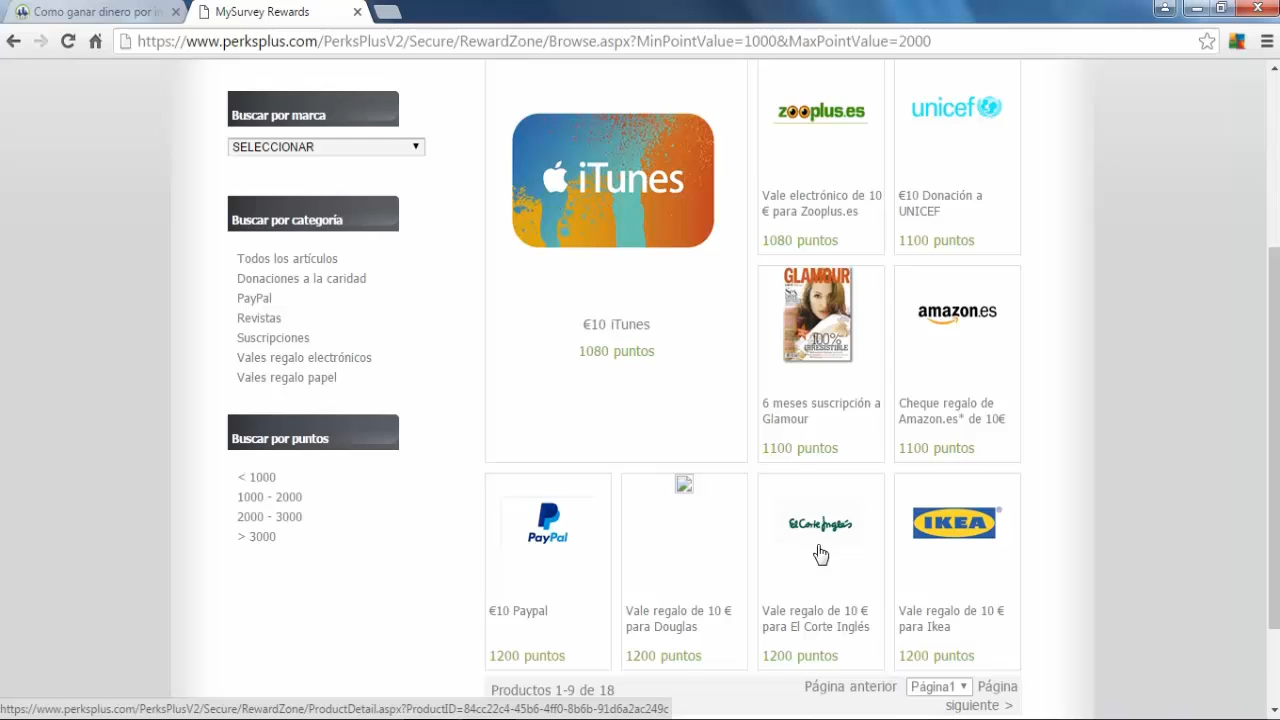 Como ganar dinero por in
MySurvey Rewards
https://www.perksplus.com/PerksPlusV2/Secure/RewardZone/Browse.aspx?MinPointValue=1000&MaxPointValue=2000
Buscar por marca
SELECCIONAR
Buscar por categoría
Todos los artículos
Donaciones a la caridad
PayPal
Revistas
Suscripciones
Vales regalo electrónicos
Vales regalo papel
Buscar por puntos
< 1000
1000 - 2000
2000 - 3000
> 3000
iTunes
€10 iTunes
1080 puntos
zooplus.es
Vale electrónico de 10
€ para Zooplus.es
1080 puntos
unicef
€10 Donación a
UNICEF
1100 puntos
GLAMOUR
100%
IRRESISTIBLE
6 meses suscripción a
Glamour
1100 puntos
amazon.es
Cheque regalo de
Amazon.es* de 10€
1100 puntos
PayPal
€10 Paypal
1200 puntos
Vale regalo de 10 €
para Douglas
1200 puntos
El Corte Inglés
Vale regalo de 10 €
para El Corte Inglés
1200 puntos
IKEA
Vale regalo de 10 €
para Ikea
1200 puntos
Productos 1-9 de 18
Página anterior
Página1
Página
siguiente >
https://www.perksplus.com/PerksPlusV2/Secure/RewardZone/ProductDetail.aspx?ProductID=84cc22c4-45b6-4ff0-8b6b-91d6a2ac249c